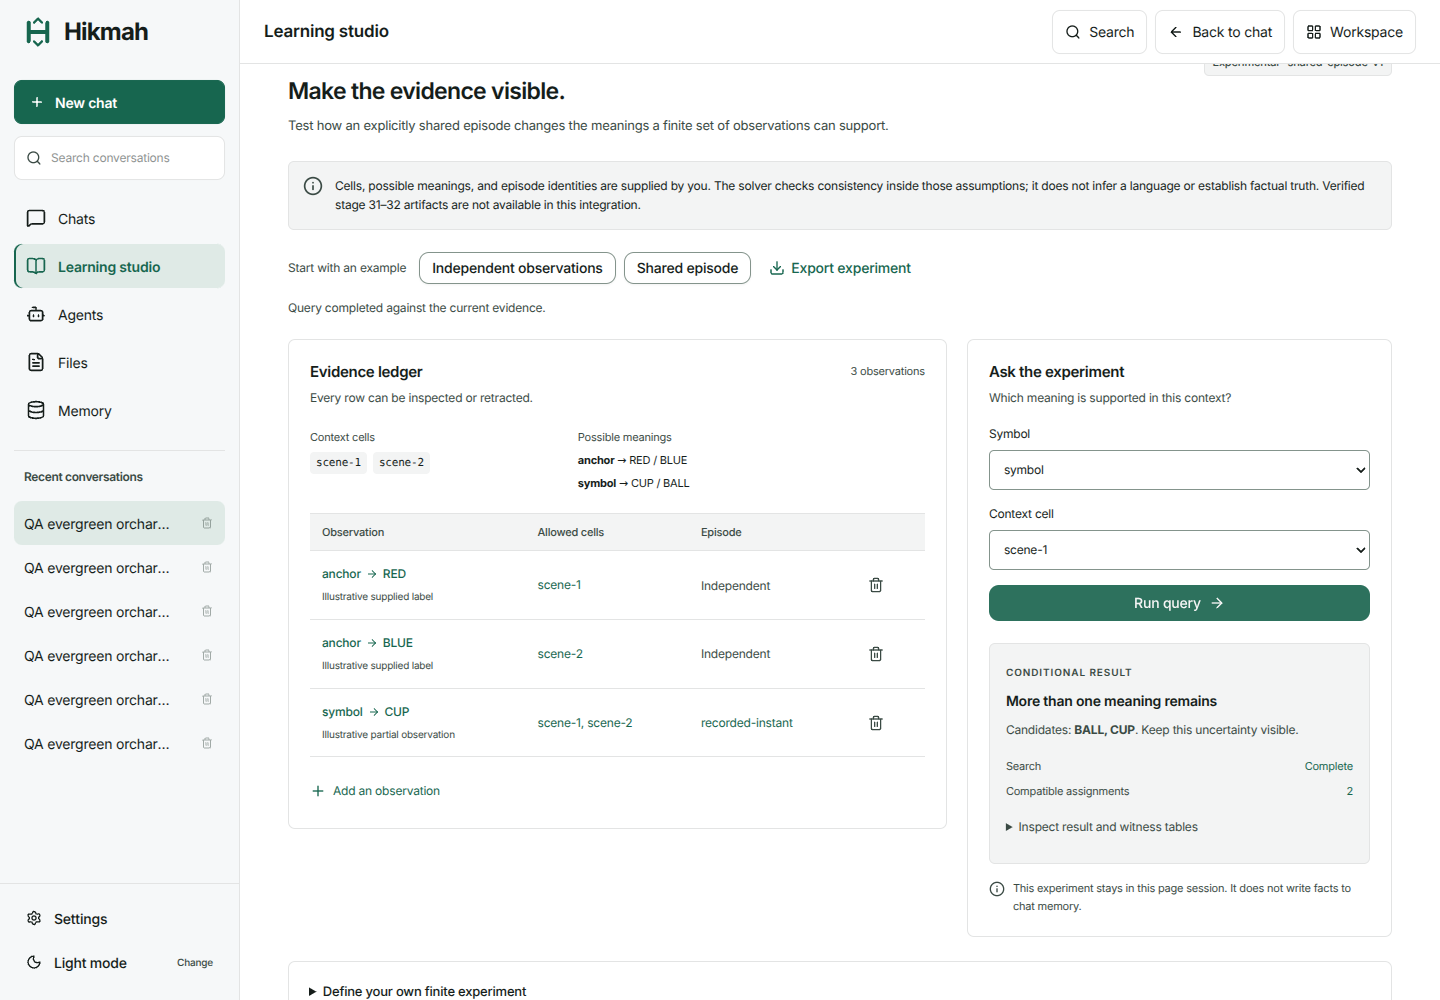 Hikmah
New chat
Search conversations
Chats
Learning studio
Agents
Files
Memory
Recent conversations
QA evergreen orchar...
QA evergreen orchar...
QA evergreen orchar...
QA evergreen orchar...
QA evergreen orchar...
QA evergreen orchar...
Settings
Light mode Change
Learning studio
Search
Back to chat
Workspace
Make the evidence visible.
Test how an explicitly shared episode changes the meanings a finite set of observations can support.
Cells, possible meanings, and episode identities are supplied by you. The solver checks consistency inside those assumptions; it does not infer a language or establish factual truth. Verified
stage 31–32 artifacts are not available in this integration.
Start with an example Independent observations Shared episode Export experiment
Query completed against the current evidence.
Evidence ledger 3 observations
Every row can be inspected or retracted.
Context cells Possible meanings
scene-1 scene-2 anchor → RED / BLUE
symbol → CUP / BALL
Observation Allowed cells Episode
anchor → RED scene-1 Independent
Illustrative supplied label
anchor → BLUE scene-2 Independent
Illustrative supplied label
symbol → CUP scene-1, scene-2 recorded-instant
Illustrative partial observation
Add an observation
Ask the experiment
Which meaning is supported in this context?
Symbol
symbol
Context cell
scene-1
Run query →
CONDITIONAL RESULT
More than one meaning remains
Candidates: BALL, CUP. Keep this uncertainty visible.
Search Complete
Compatible assignments 2
Inspect result and witness tables
This experiment stays in this page session. It does not write facts to
chat memory.
Define your own finite experiment